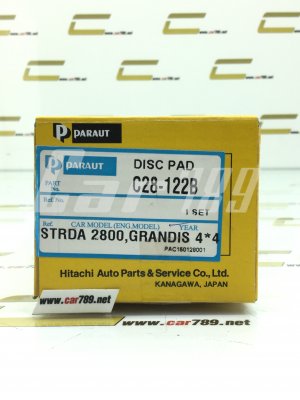 PARAUT
PARAUT
DISC PAD
PART No.
C28-122B
Ref. No.
1 SET
Ref.
CAR MODEL (ENG.MODEL) YEAR
STRDA 2800,GRANDIS 4*4
PAC160128001
Hitachi Auto Parts & Service Co., Ltd.
KANAGAWA, JAPAN
Car 789
www.car789.net
www.car789.net